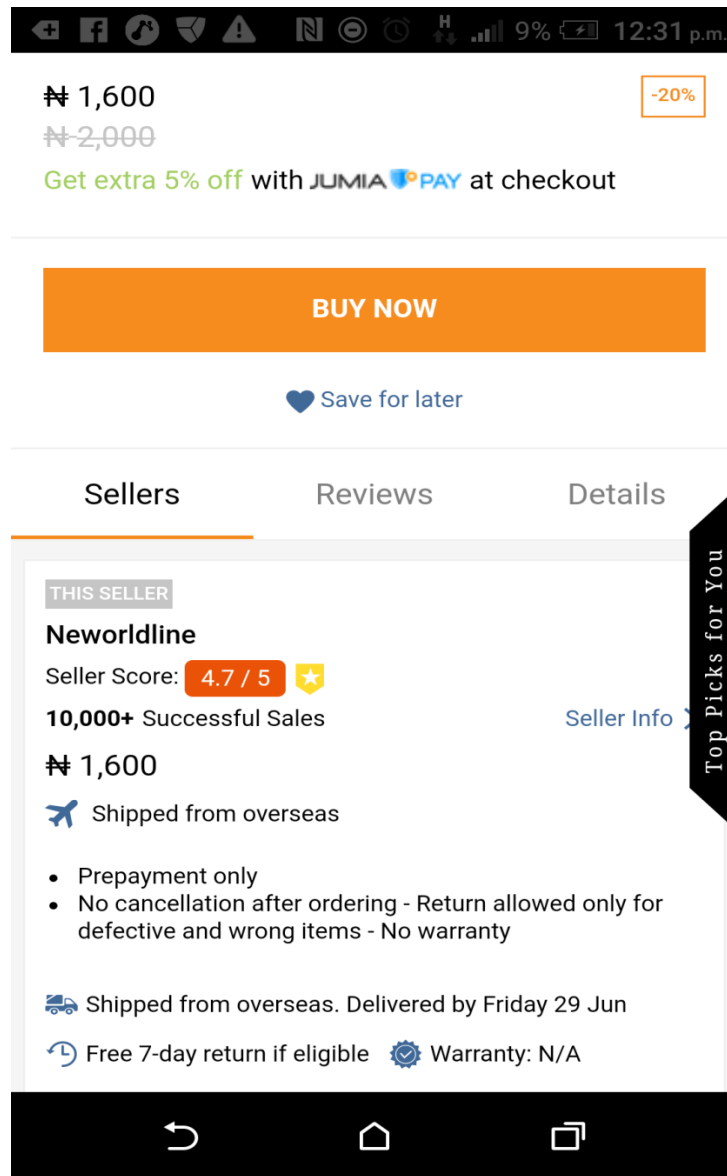 H
9%
12:31 p.m.
₦ 1,600
-20%
₦ 2,000
Get extra 5% off with JUMIA PAY at checkout
BUY NOW
Save for later
Sellers Reviews Details
Top Picks for You
THIS SELLER
Neworldline
Seller Score: 4.7 / 5
10,000+ Successful Sales
Seller Info
₦ 1,600
Shipped from overseas
• Prepayment only
• No cancellation after ordering - Return allowed only for
defective and wrong items - No warranty
Shipped from overseas. Delivered by Friday 29 Jun
Free 7-day return if eligible Warranty: N/A